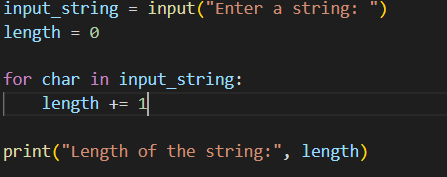 input_string = input("Enter a string: ")
length = 0
for char in input_string:
    length += 1
print("Length of the string:", length)